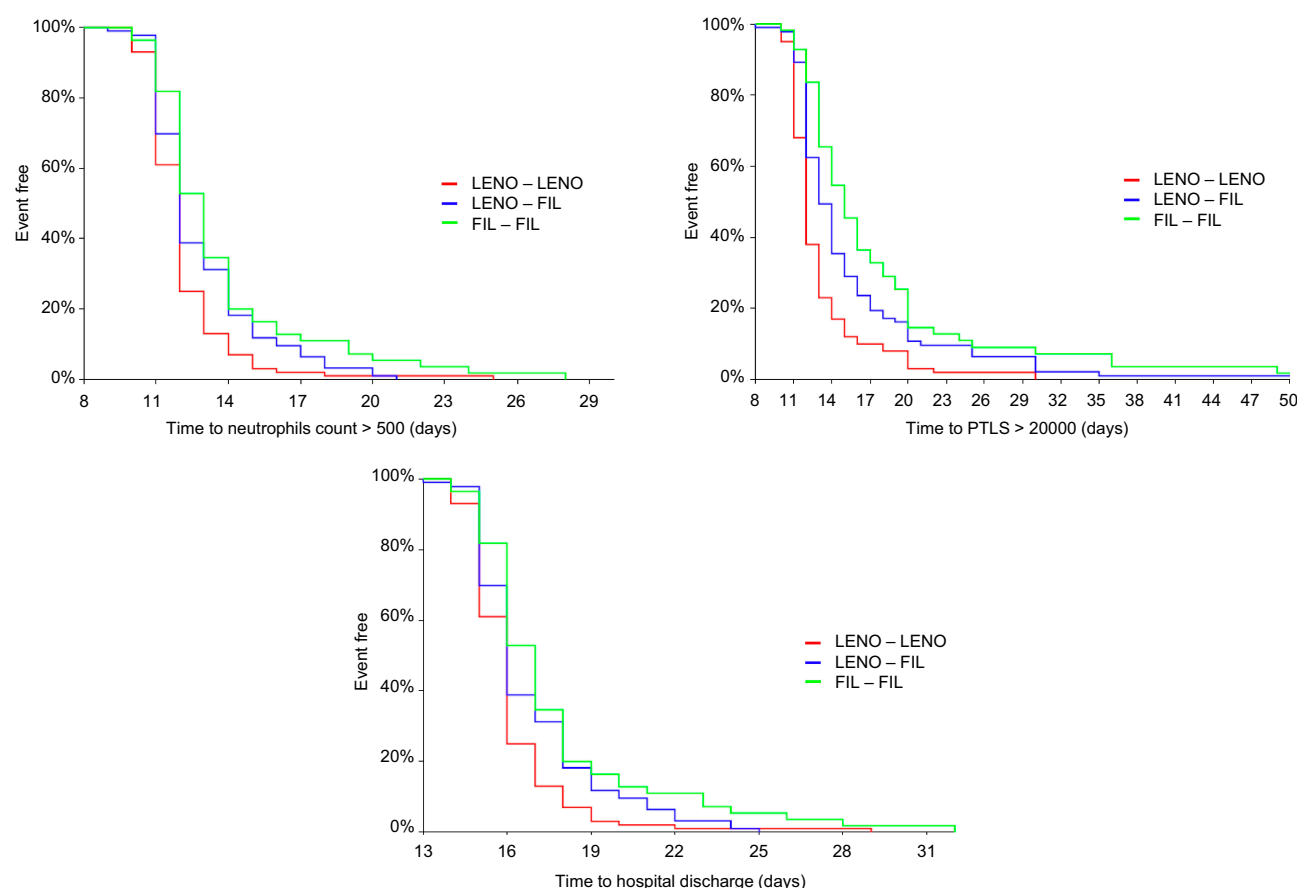 100%
80%
60%
40%
20%
0%
Event free
LENO – LENO
LENO – FIL
FIL – FIL
8 11 14 17 20 23 26 29
Time to neutrophils count > 500 (days)
100%
80%
60%
40%
20%
0%
Event free
LENO – LENO
LENO – FIL
FIL – FIL
8 11 14 17 20 23 26 29 32 35 38 41 44 47 50
Time to PTLS > 20000 (days)
100%
80%
60%
40%
20%
0%
Event free
LENO – LENO
LENO – FIL
FIL – FIL
13 16 19 22 25 28 31
Time to hospital discharge (days)